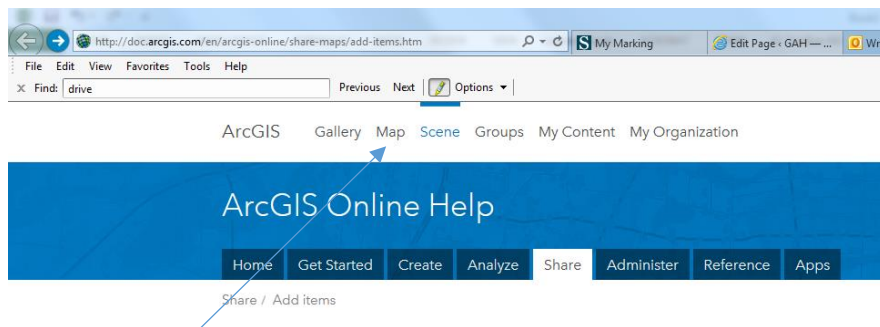 http://doc.arcgis.com/en/arcgis-online/share-maps/add-items.htm My Marking Edit Page ‹ GAH — ... Wr
File Edit View Favorites Tools Help
x Find: drive Previous Next Options
ArcGIS Gallery Map Scene Groups My Content My Organization
ArcGIS Online Help
Home Get Started Create Analyze Share Administer Reference Apps
Share / Add items